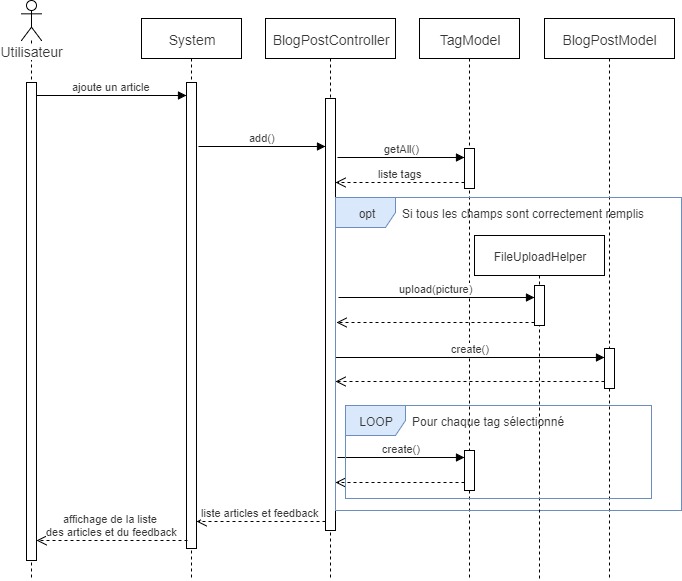 Utilisateur
System
BlogPostController
TagModel
BlogPostModel
ajoute un article
add()
getAll()
liste tags
opt
Si tous les champs sont correctement remplis
FileUploadHelper
upload(picture)
create()
LOOP
Pour chaque tag sélectionné
create()
liste articles et feedback
affichage de la liste
des articles et du feedback